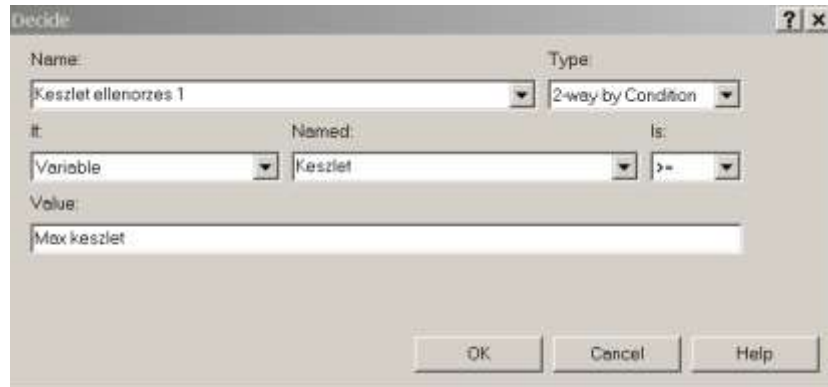 Decide
Name: Type:
Keszlet ellenorzes 1 2-way by Condition
If: Named: Is:
Variable Keszlet >=
Value:
Max keszlet
OK Cancel Help